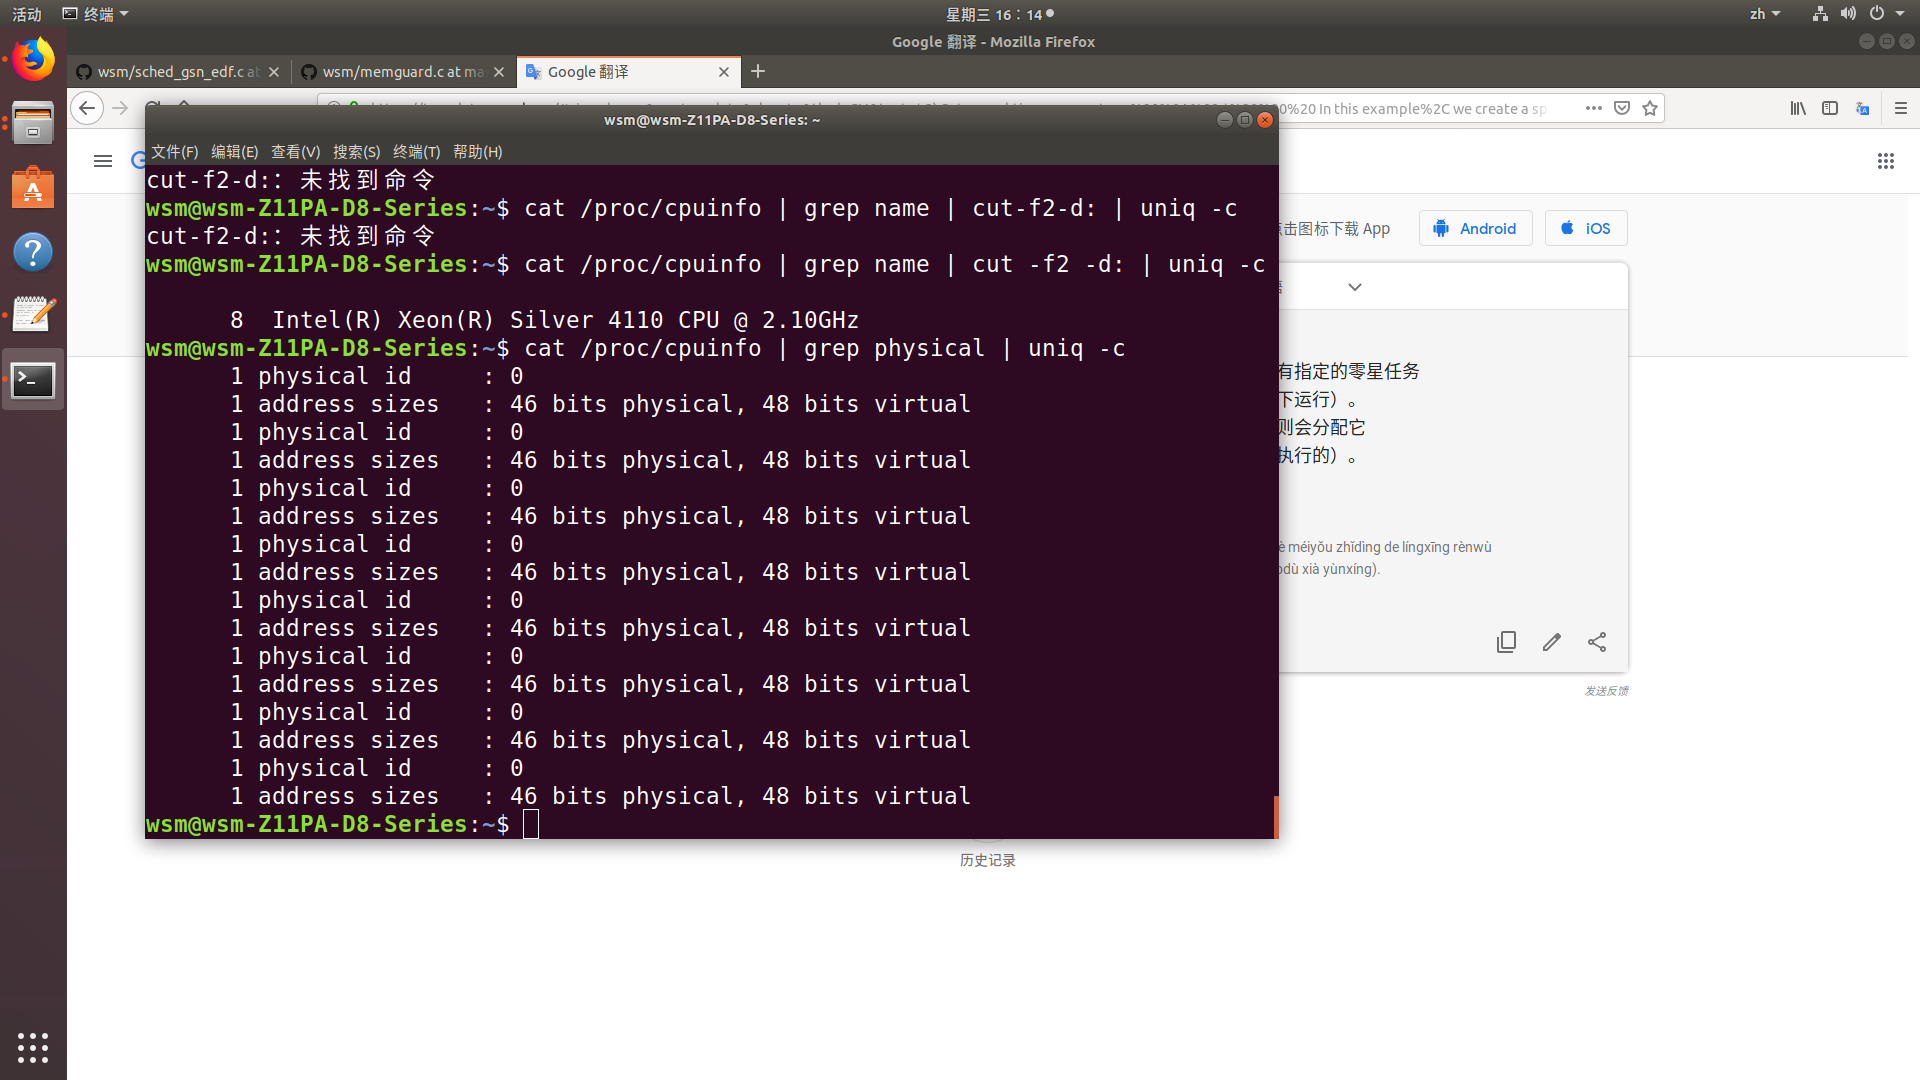 活动 终端 星期三 16：14 zh
Google 翻译 - Mozilla Firefox
wsm/sched_gsn_edf.c at wsm/memguard.c at ma Google 翻译
0%20 In this example%2C we create a sp
wsm@wsm-Z11PA-D8-Series: ~
文件(F) 编辑(E) 查看(V) 搜索(S) 终端(T) 帮助(H)
cut-f2-d:：未找到命令
wsm@wsm-Z11PA-D8-Series:~$ cat /proc/cpuinfo | grep name | cut-f2-d: | uniq -c
cut-f2-d:：未找到命令
wsm@wsm-Z11PA-D8-Series:~$ cat /proc/cpuinfo | grep name | cut -f2 -d: | uniq -c
8  Intel(R) Xeon(R) Silver 4110 CPU @ 2.10GHz
wsm@wsm-Z11PA-D8-Series:~$ cat /proc/cpuinfo | grep physical | uniq -c
1 physical id : 0
1 address sizes : 46 bits physical, 48 bits virtual
1 physical id : 0
1 address sizes : 46 bits physical, 48 bits virtual
1 physical id : 0
1 address sizes : 46 bits physical, 48 bits virtual
1 physical id : 0
1 address sizes : 46 bits physical, 48 bits virtual
1 physical id : 0
1 address sizes : 46 bits physical, 48 bits virtual
1 physical id : 0
1 address sizes : 46 bits physical, 48 bits virtual
1 physical id : 0
1 address sizes : 46 bits physical, 48 bits virtual
1 physical id : 0
1 address sizes : 46 bits physical, 48 bits virtual
wsm@wsm-Z11PA-D8-Series:~$
击图标下载 App Android iOS
有指定的零星任务
下运行）。
则会分配它
执行的）。
méiyǒu zhǐdìng de língxīng rènwù
xià yùnxíng).
发送反馈
历史记录